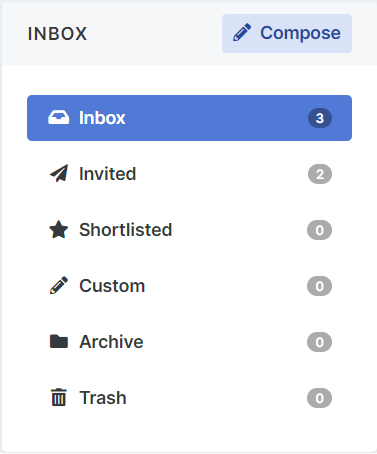 INBOX Compose
Inbox 3
Invited 2
Shortlisted 0
Custom 0
Archive 0
Trash 0